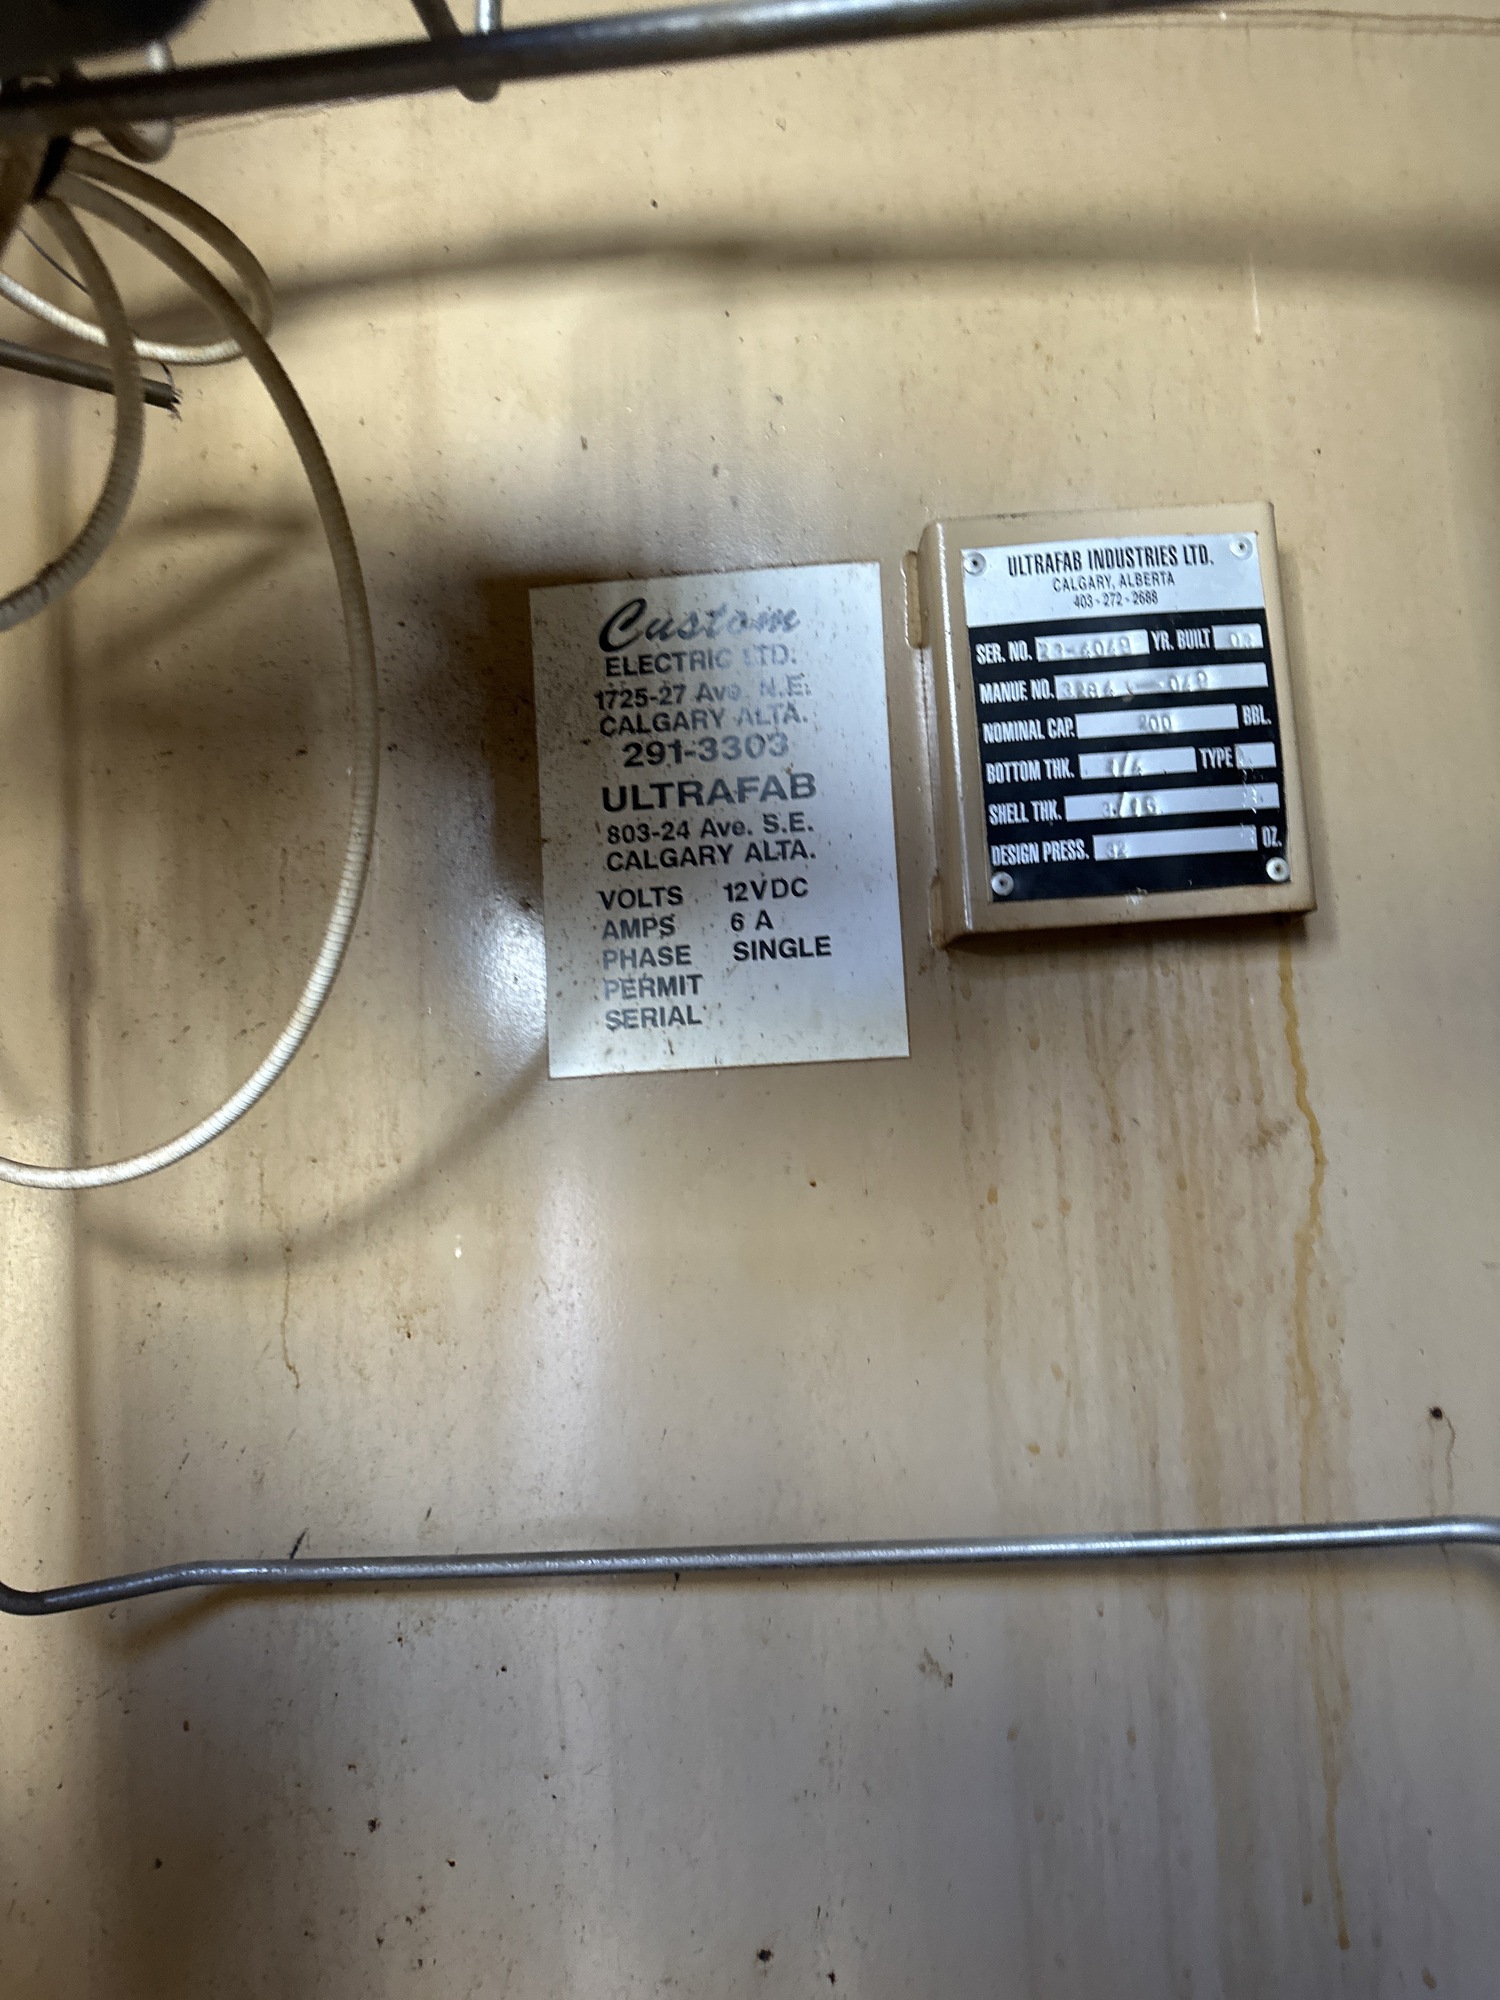 Custom
ELECTRIC LTD.
1725-27 Ave. N.E.
CALGARY ALTA.
291-3303
ULTRAFAB
803-24 Ave. S.E.
CALGARY ALTA.
VOLTS 12VDC
AMPS 6 A
PHASE SINGLE
PERMIT
SERIAL
ULTRAFAB INDUSTRIES LTD.
CALGARY, ALBERTA
403-272-2688
SER. NO. YR. BUILT
MANUF. NO.
NOMINAL CAP. 200 BBL.
BOTTOM THK. 1/4 TYPE
SHELL THK. 3/16
DESIGN PRESS. 32 OZ.